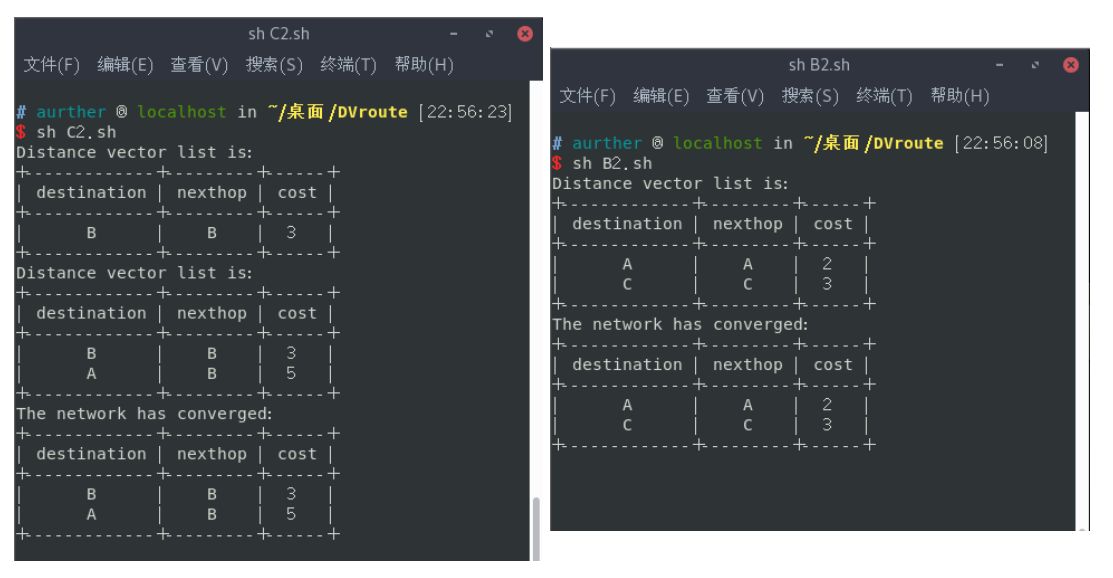 sh C2.sh
文件(F) 编辑(E) 查看(V) 搜索(S) 终端(T) 帮助(H)
# aurther @ localhost in ~/桌面/DVroute [22:56:23]
$ sh C2.sh
Distance vector list is:
+-------------+---------+------+
| destination | nexthop | cost |
+-------------+---------+------+
| B | B | 3 |
+-------------+---------+------+
Distance vector list is:
+-------------+---------+------+
| destination | nexthop | cost |
+-------------+---------+------+
| B | B | 3 |
| A | B | 5 |
+-------------+---------+------+
The network has converged:
+-------------+---------+------+
| destination | nexthop | cost |
+-------------+---------+------+
| B | B | 3 |
| A | B | 5 |
+-------------+---------+------+
sh B2.sh
文件(F) 编辑(E) 查看(V) 搜索(S) 终端(T) 帮助(H)
# aurther @ localhost in ~/桌面/DVroute [22:56:08]
$ sh B2.sh
Distance vector list is:
+-------------+---------+------+
| destination | nexthop | cost |
+-------------+---------+------+
| A | A | 2 |
| C | C | 3 |
+-------------+---------+------+
The network has converged:
+-------------+---------+------+
| destination | nexthop | cost |
+-------------+---------+------+
| A | A | 2 |
| C | C | 3 |
+-------------+---------+------+